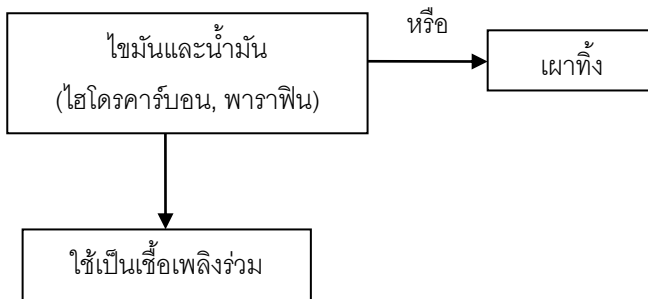 ไขมันและน้ำมัน
(ไฮโดรคาร์บอน, พาราฟิน)
หรือ
เผาทิ้ง
ใช้เป็นเชื้อเพลิงร่วม